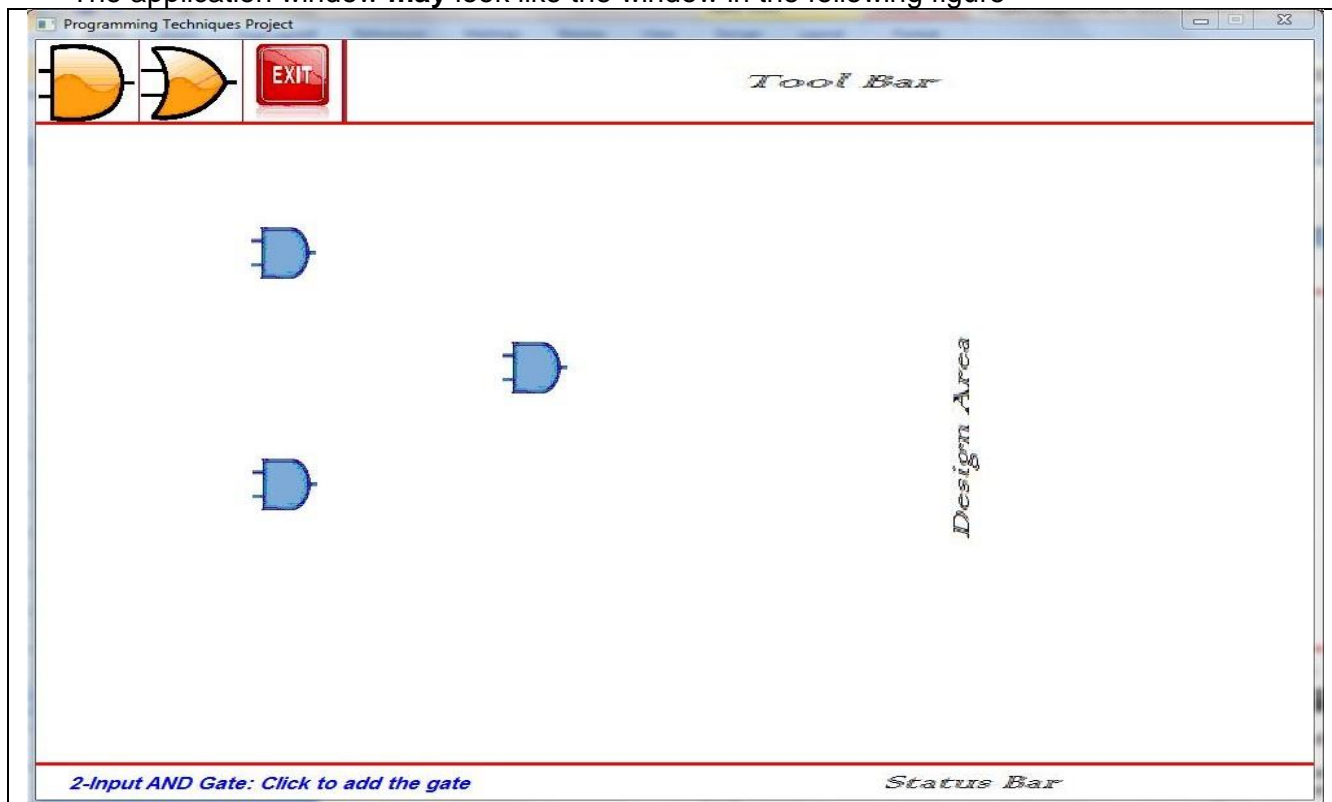 The application window may look like the window in the following figure
Programming Techniques Project
EXIT
Tool Bar
Design Area
2-Input AND Gate: Click to add the gate
Status Bar